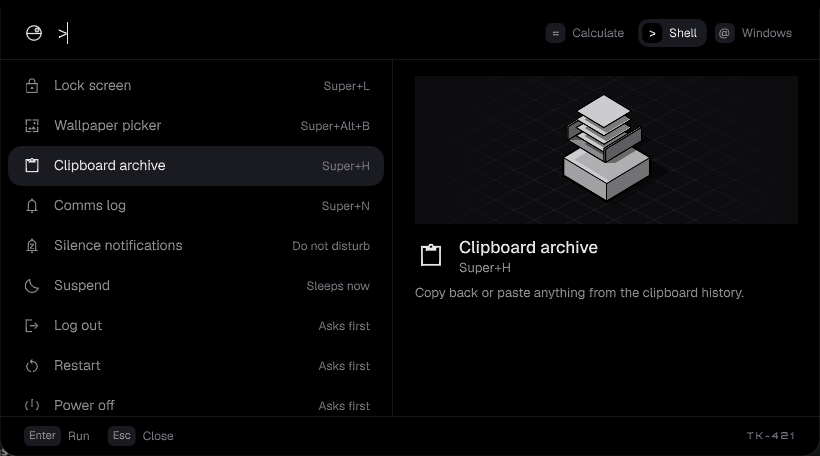 >
= Calculate > Shell @ Windows
Lock screen Super+L
Wallpaper picker Super+Alt+B
Clipboard archive Super+H
Comms log Super+N
Silence notifications Do not disturb
Suspend Sleeps now
Log out Asks first
Restart Asks first
Power off Asks first
Clipboard archive
Super+H
Copy back or paste anything from the clipboard history.
Enter Run Esc Close
TK-421